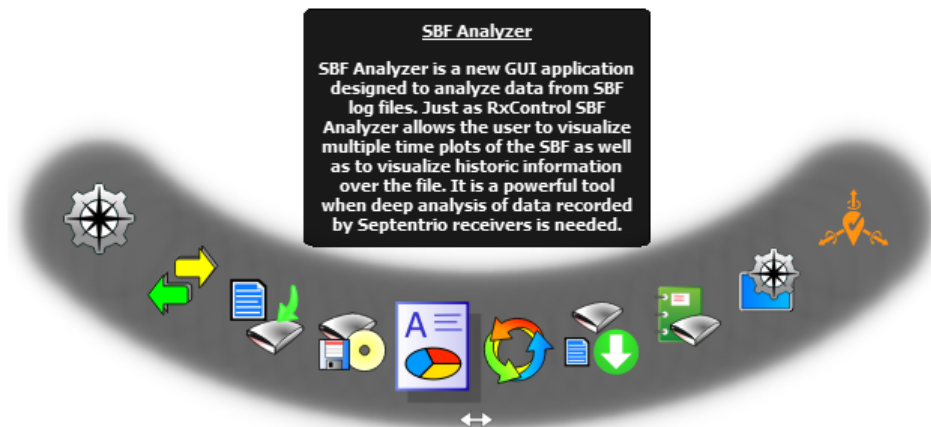 SBF Analyzer
SBF Analyzer is a new GUI application
designed to analyze data from SBF
log files. Just as RxControl SBF
Analyzer allows the user to visualize
multiple time plots of the SBF as well
as to visualize historic information
over the file. It is a powerful tool
when deep analysis of data recorded
by Septentrio receivers is needed.
A